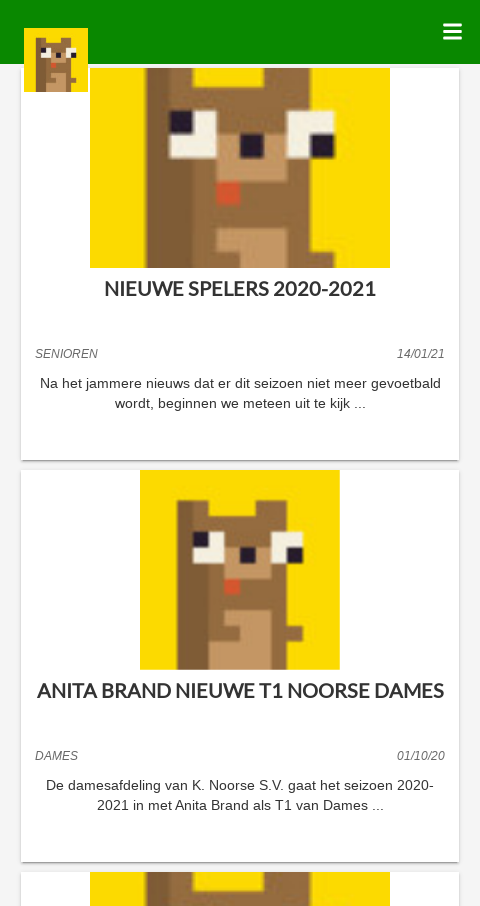 NIEUWE SPELERS 2020-2021
SENIOREN 14/01/21
Na het jammere nieuws dat er dit seizoen niet meer gevoetbald
wordt, beginnen we meteen uit te kijk ...
ANITA BRAND NIEUWE T1 NOORSE DAMES
DAMES 01/10/20
De damesafdeling van K. Noorse S.V. gaat het seizoen 2020-
2021 in met Anita Brand als T1 van Dames ...